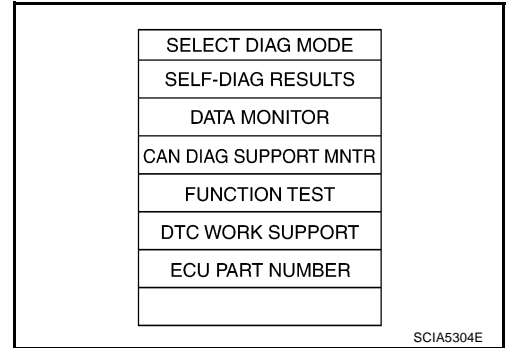 SELECT DIAG MODE
SELF-DIAG RESULTS
DATA MONITOR
CAN DIAG SUPPORT MNTR
FUNCTION TEST
DTC WORK SUPPORT
ECU PART NUMBER
SCIA5304E